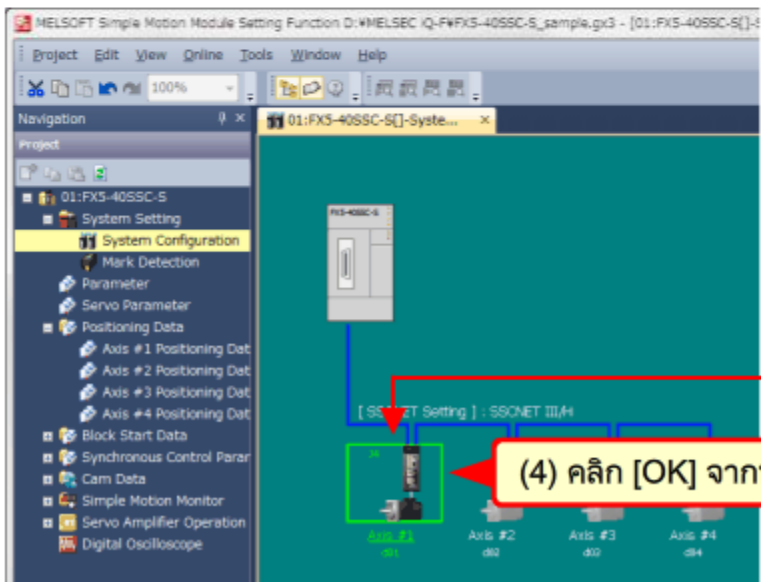 MELSOFT Simple Motion Module Setting Function D:¥MELSEC iQ-F¥FX5-40SSC-S_sample.gx3 - [01:FX5-40SSC-S[]-S
Project Edit View Online Tools Window Help
100%
Navigation
01:FX5-40SSC-S[]-Syste...
Project
01:FX5-40SSC-S
System Setting
System Configuration
Mark Detection
Parameter
Servo Parameter
Positioning Data
Axis #1 Positioning Dat
Axis #2 Positioning Dat
Axis #3 Positioning Dat
Axis #4 Positioning Dat
Block Start Data
Synchronous Control Parar
Cam Data
Simple Motion Monitor
Servo Amplifier Operation
Digital Oscilloscope
FX5-40SSC-S
[ SSCNET Setting ] : SSCNET III/H
(4) คลิก [OK] จาก
Axis #1
Axis #2
Axis #3
Axis #4
d01
d02
d03
d04